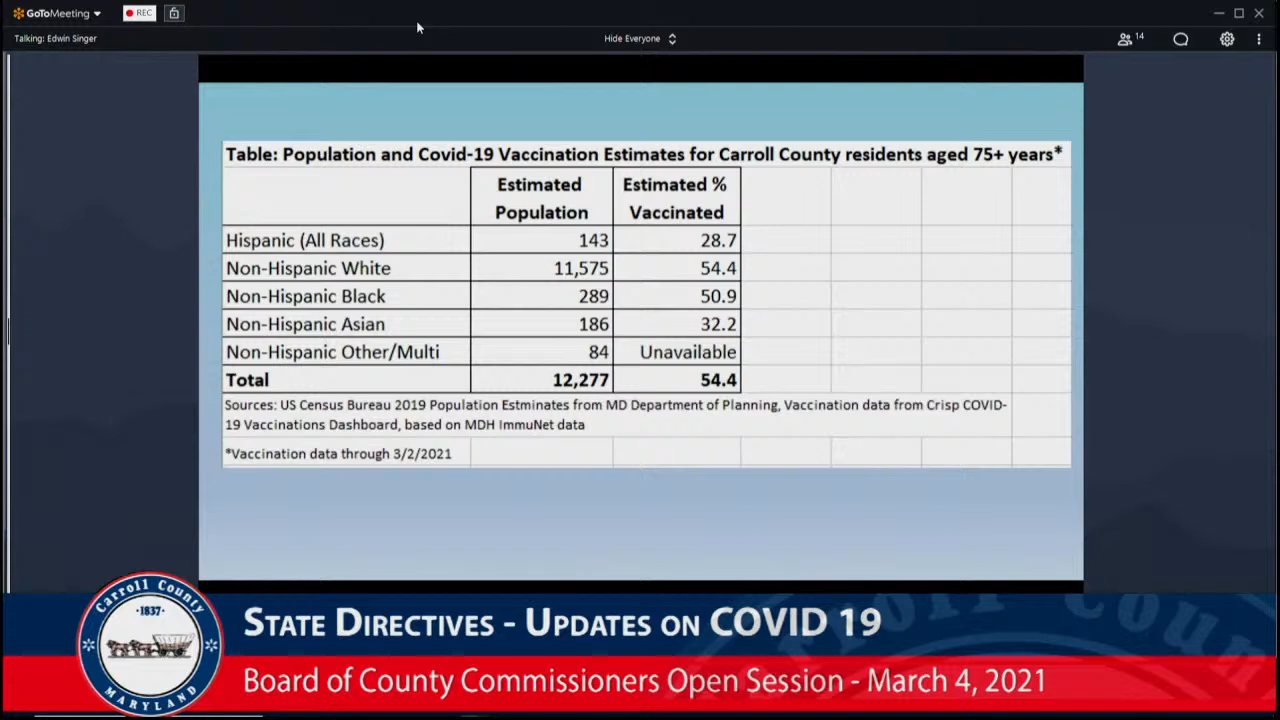 GoToMeeting
REC
Talking: Edwin Singer
Hide Everyone
14
Table: Population and Covid-19 Vaccination Estimates for Carroll County residents aged 75+ years*
Estimated Population Estimated % Vaccinated
Hispanic (All Races) 143 28.7
Non-Hispanic White 11,575 54.4
Non-Hispanic Black 289 50.9
Non-Hispanic Asian 186 32.2
Non-Hispanic Other/Multi 84 Unavailable
Total 12,277 54.4
Sources: US Census Bureau 2019 Population Estminates from MD Department of Planning, Vaccination data from Crisp COVID-
19 Vaccinations Dashboard, based on MDH ImmuNet data
*Vaccination data through 3/2/2021
Carroll County
·1837·
MARYLAND
STATE DIRECTIVES - UPDATES ON COVID 19
Board of County Commissioners Open Session - March 4, 2021